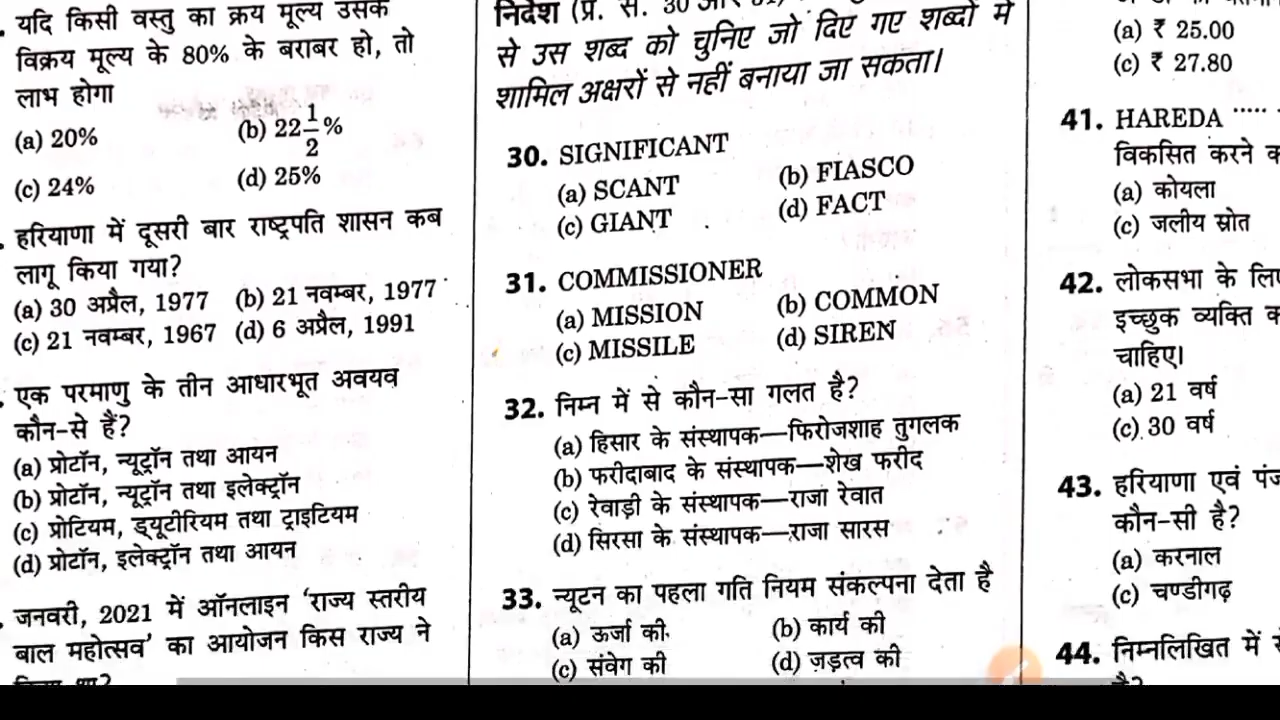 यदि किसी वस्तु का क्रय मूल्य उसके
विक्रय मूल्य के 80% के बराबर हो, तो
लाभ होगा
(a) 20% (b) 22 1/2 %
(c) 24% (d) 25%
हरियाणा में दूसरी बार राष्ट्रपति शासन कब
लागू किया गया?
(a) 30 अप्रैल, 1977 (b) 21 नवम्बर, 1977
(c) 21 नवम्बर, 1967 (d) 6 अप्रैल, 1991
एक परमाणु के तीन आधारभूत अवयव
कौन-से हैं?
(a) प्रोटॉन, न्यूट्रॉन तथा आयन
(b) प्रोटॉन, न्यूट्रॉन तथा इलेक्ट्रॉन
(c) प्रोटियम, ड्यूटीरियम तथा ट्राइटियम
(d) प्रोटॉन, इलेक्ट्रॉन तथा आयन
जनवरी, 2021 में ऑनलाइन 'राज्य स्तरीय
बाल महोत्सव' का आयोजन किस राज्य ने
निर्देश (प्र. सं. 30
से उस शब्द को चुनिए जो दिए गए शब्दों में
शामिल अक्षरों से नहीं बनाया जा सकता।
30. SIGNIFICANT
(a) SCANT (b) FIASCO
(c) GIANT (d) FACT
31. COMMISSIONER
(a) MISSION (b) COMMON
(c) MISSILE (d) SIREN
32. निम्न में से कौन-सा गलत है?
(a) हिसार के संस्थापक—फिरोजशाह तुगलक
(b) फरीदाबाद के संस्थापक—शेख फरीद
(c) रेवाड़ी के संस्थापक—राजा रेवात
(d) सिरसा के संस्थापक—राजा सारस
33. न्यूटन का पहला गति नियम संकल्पना देता है
(a) ऊर्जा की (b) कार्य की
(c) संवेग की (d) जड़त्व की
(a) ₹ 25.00
(c) ₹ 27.80
41. HAREDA .....
विकसित करने
(a) कोयला
(c) जलीय स्रोत
42. लोकसभा के
इच्छुक व्यक्ति
चाहिए।
(a) 21 वर्ष
(c) 30 वर्ष
43. हरियाणा एवं
कौन-सी है?
(a) करनाल
(c) चण्डीगढ़
44. निम्नलिखित में